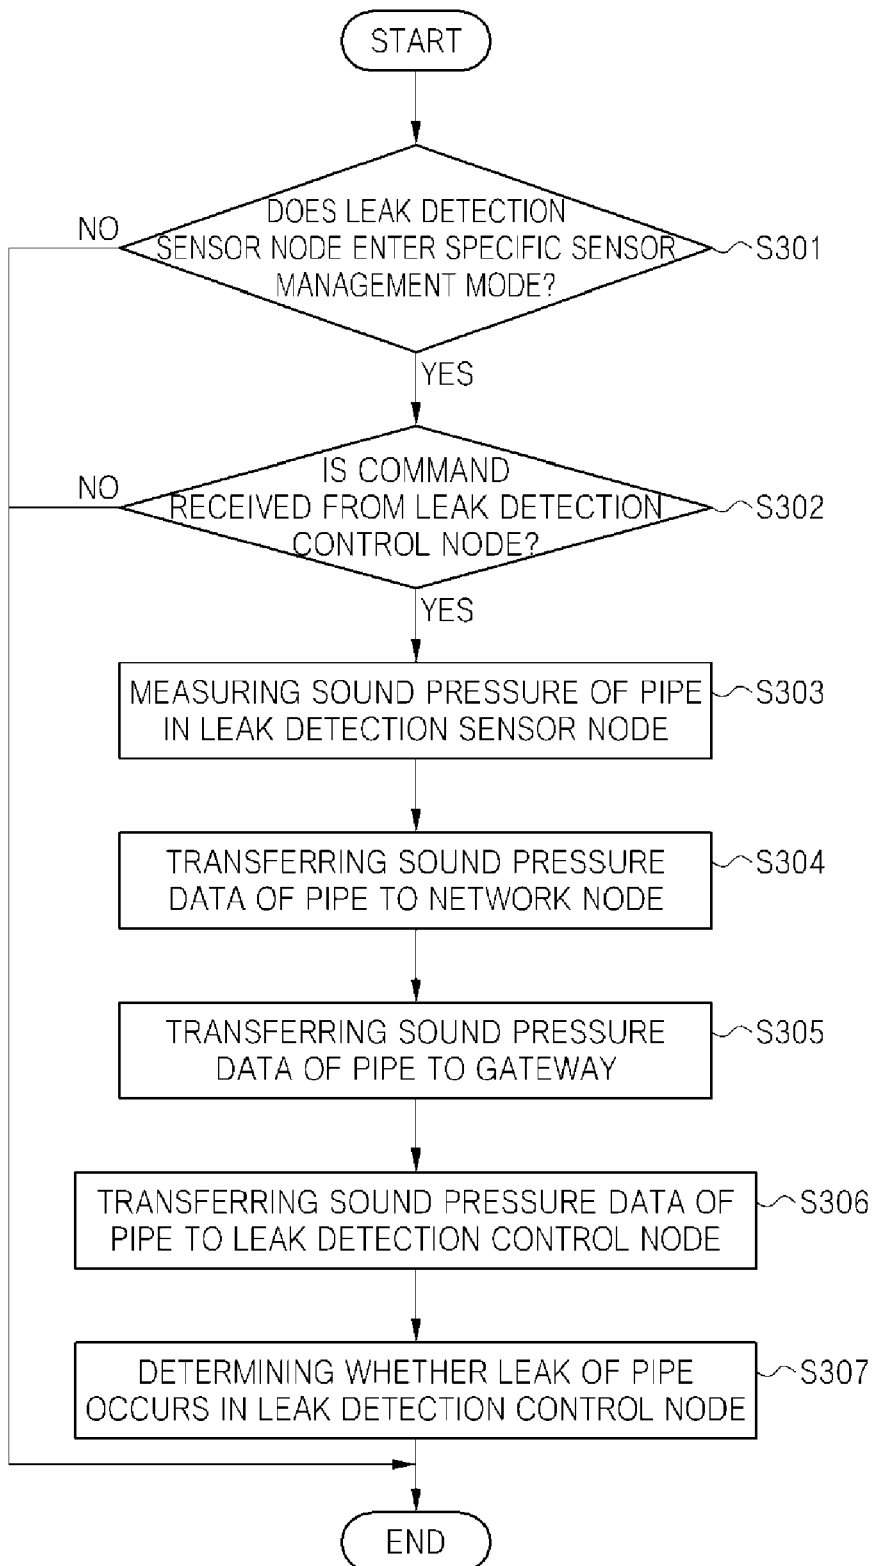 START
DOES LEAK DETECTION
SENSOR NODE ENTER SPECIFIC SENSOR
MANAGEMENT MODE?
NO
S301
YES
IS COMMAND
RECEIVED FROM LEAK DETECTION
CONTROL NODE?
NO
S302
YES
MEASURING SOUND PRESSURE OF PIPE
IN LEAK DETECTION SENSOR NODE
S303
TRANSFERRING SOUND PRESSURE
DATA OF PIPE TO NETWORK NODE
S304
TRANSFERRING SOUND PRESSURE
DATA OF PIPE TO GATEWAY
S305
TRANSFERRING SOUND PRESSURE DATA OF
PIPE TO LEAK DETECTION CONTROL NODE
S306
DETERMINING WHETHER LEAK OF PIPE
OCCURS IN LEAK DETECTION CONTROL NODE
S307
END